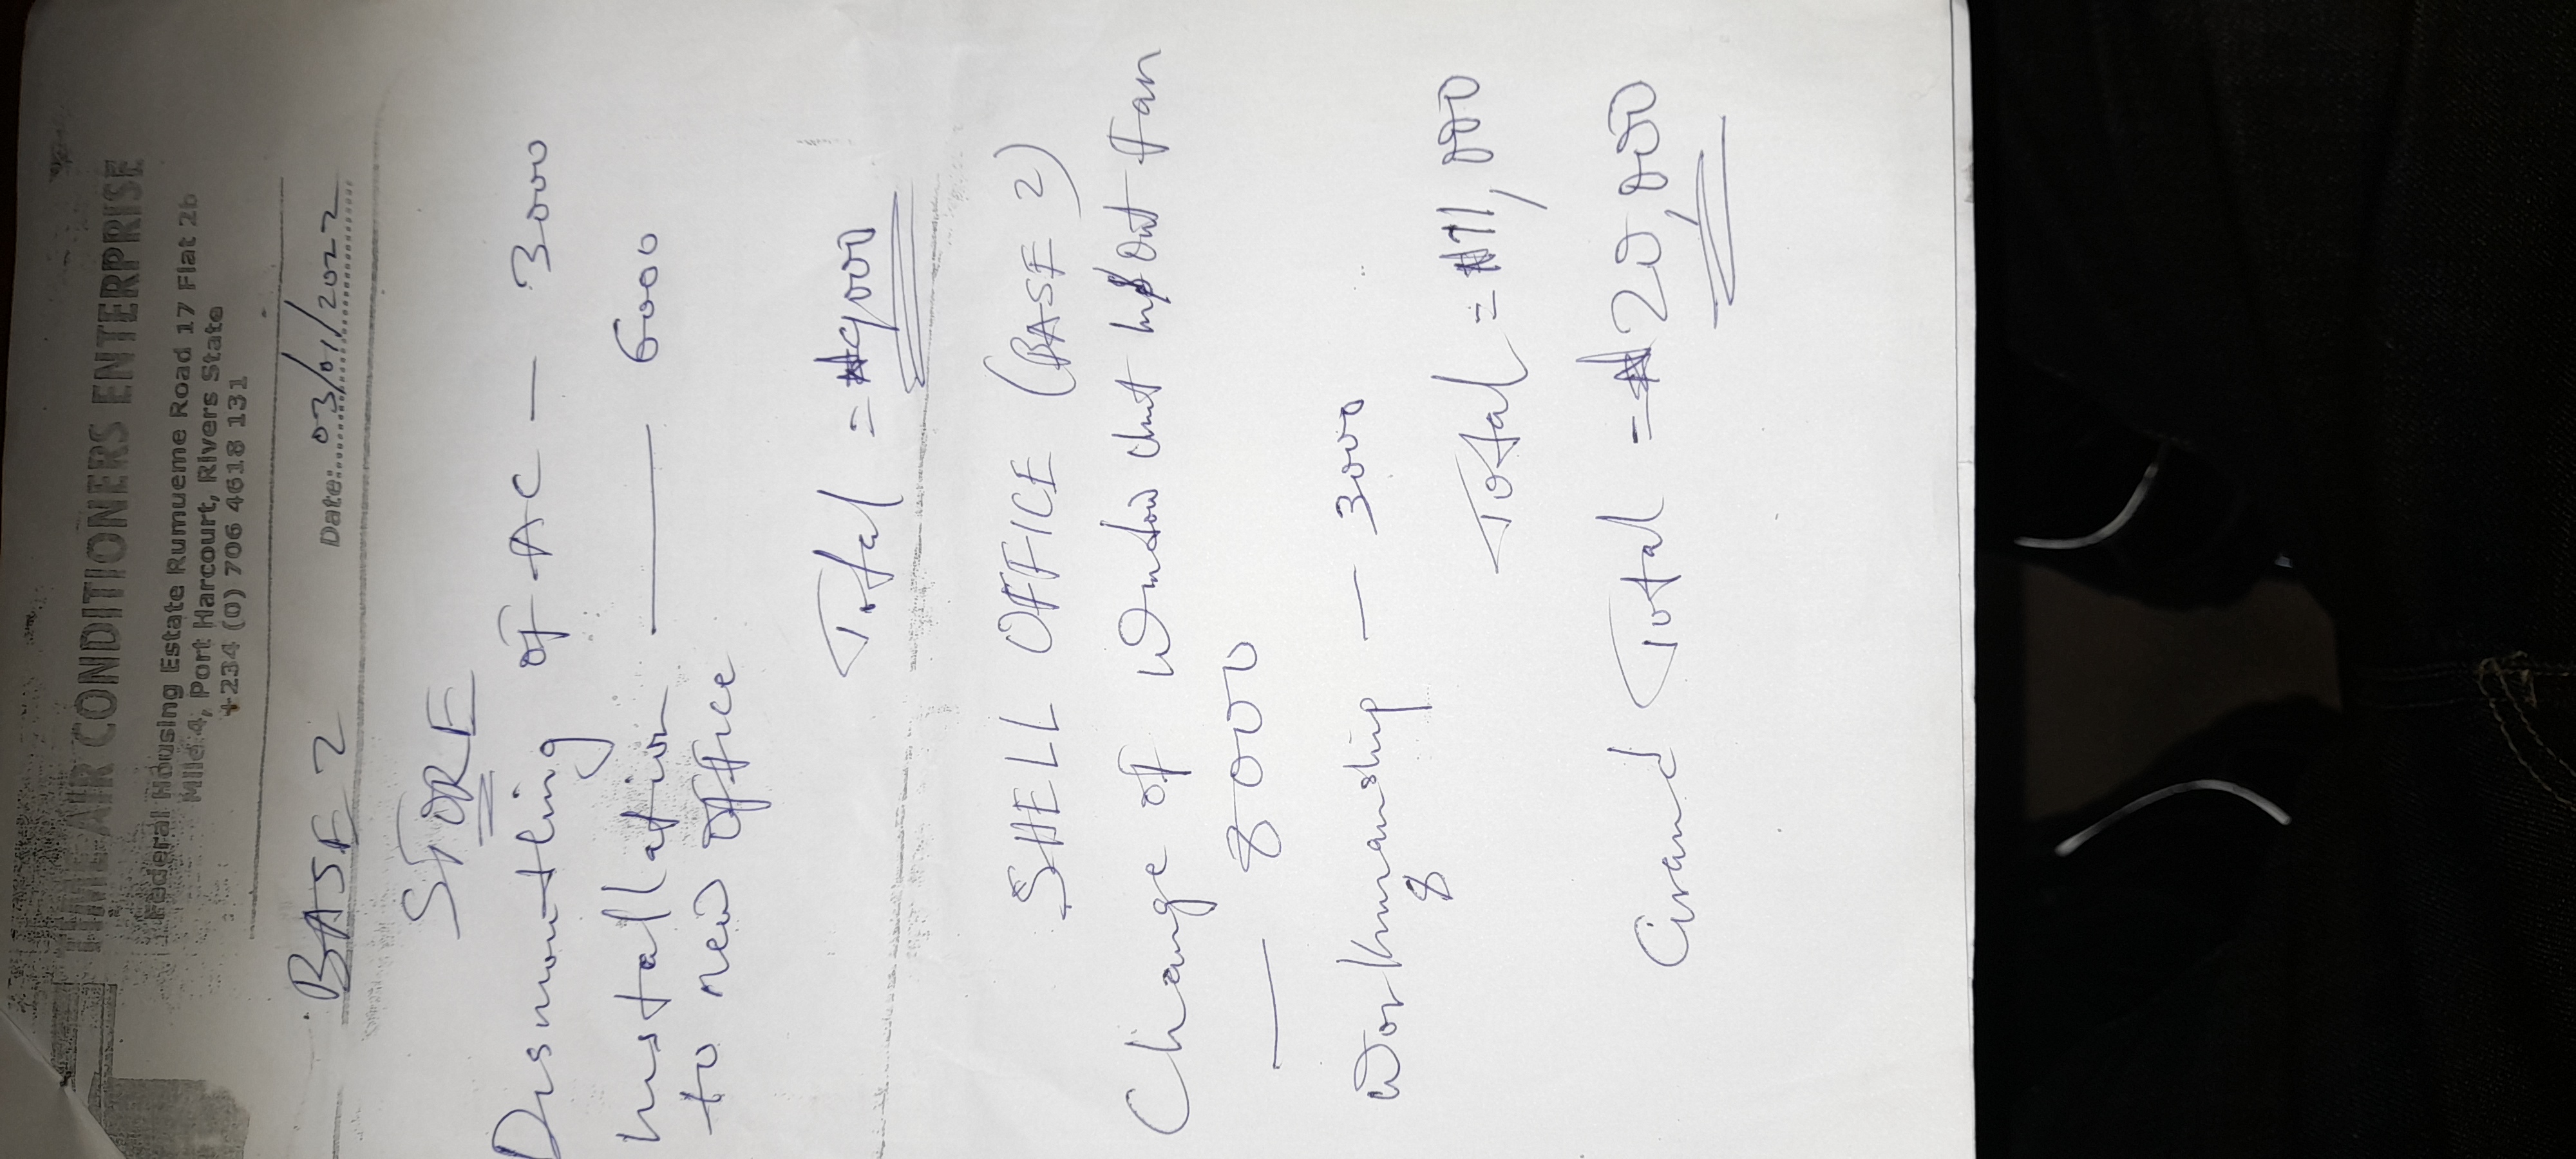 TIME AIR CONDITIONERS ENTERPRISE
Federal Housing Estate Rumueme Road 17 Flat 2b
Mile 4, Port Harcourt, Rivers State
+234 (0) 706 4618 131
BASE 2 Date: 03/01/2022
STORE
Dismantling of AC — 3000
Installation — 6000
to new office
Total = ₦9000
SHELL OFFICE (BASE 2)
Change of Window Out Fan
— 8000
Workmanship — 3000
8
Total = ₦11,000
Grand Total = ₦20,000